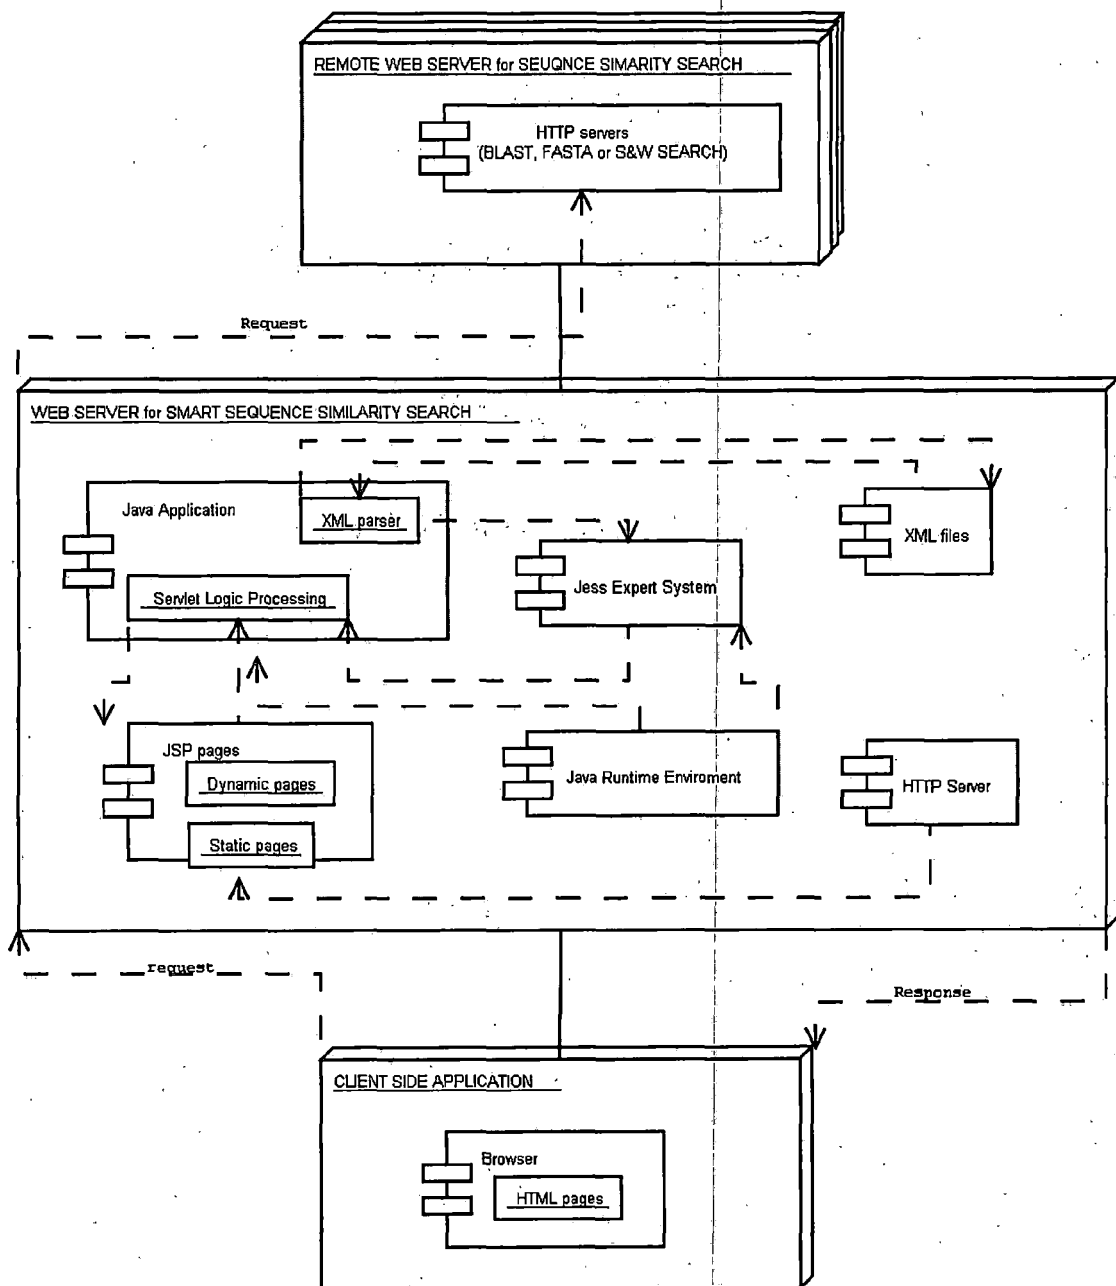 REMOTE WEB SERVER for SEUQNCE SIMARITY SEARCH
HTTP servers
(BLAST, FASTA or S&W SEARCH)
Request
WEB SERVER for SMART SEQUENCE SIMILARITY SEARCH
Java Application
XML parser
XML files
Jess Expert System
Servlet Logic Processing
JSP pages
Dynamic pages
Java Runtime Enviroment
HTTP Server
Static pages
request
Response
CLIENT SIDE APPLICATION
Browser
HTML pages